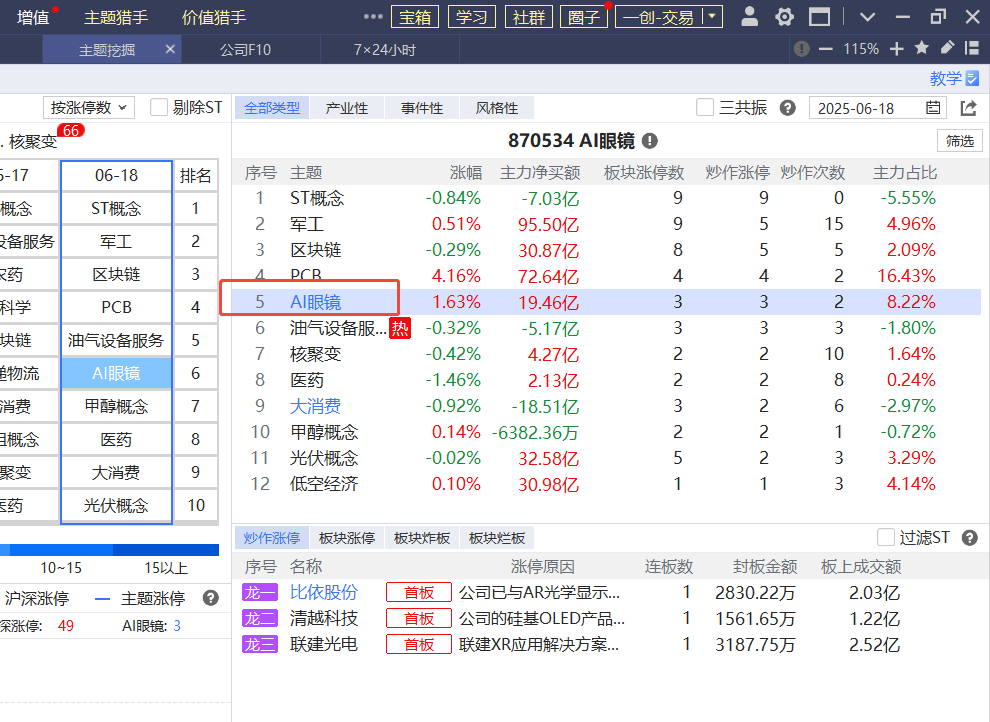 增值 主题猎手 价值猎手 ••• 宝箱 学习 社群 圈子 一创-交易
主题挖掘 公司F10 7×24小时 115%
教学
按涨停数 剔除ST 全部类型 产业性 事件性 风格性 三共振 2025-06-18
. 核聚变 66
870534 AI眼镜 筛选
-17 06-18 排名
概念 ST概念 1
设备服务 军工 2
农药 区块链 3
科学 PCB 4
块链 油气设备服务 5
物流 AI眼镜 6
消费 甲醇概念 7
概念 医药 8
聚变 大消费 9
医药 光伏概念 10
序号 主题 涨幅 主力净买额 板块涨停数 炒作涨停 炒作次数 主力占比
1 ST概念 -0.84% -7.03亿 9 9 0 -5.55%
2 军工 0.51% 95.50亿 9 5 15 4.96%
3 区块链 -0.29% 30.87亿 8 5 5 2.09%
4 PCB 4.16% 72.64亿 4 4 2 16.43%
5 AI眼镜 1.63% 19.46亿 3 3 2 8.22%
6 油气设备服... 热 -0.32% -5.17亿 3 3 3 -1.80%
7 核聚变 -0.42% 4.27亿 2 2 10 1.64%
8 医药 -1.46% 2.13亿 2 2 8 0.24%
9 大消费 -0.92% -18.51亿 3 2 6 -2.97%
10 甲醇概念 0.14% -6382.36万 2 2 1 -0.72%
11 光伏概念 -0.02% 32.58亿 5 2 3 3.29%
12 低空经济 0.10% 30.98亿 1 1 3 4.14%
10~15 15以上
沪深涨停 主题涨停
深涨停: 49 AI眼镜: 3
炒作涨停 板块涨停 板块炸板 板块烂板 过滤ST
序号 名称 涨停原因 连板数 封板金额 板上成交额
龙一 比依股份 首板 公司已与AR光学显示... 1 2830.22万 2.03亿
龙二 清越科技 首板 公司的硅基OLED产品... 1 1561.65万 1.22亿
龙三 联建光电 首板 联建XR应用解决方案... 1 3187.75万 2.52亿